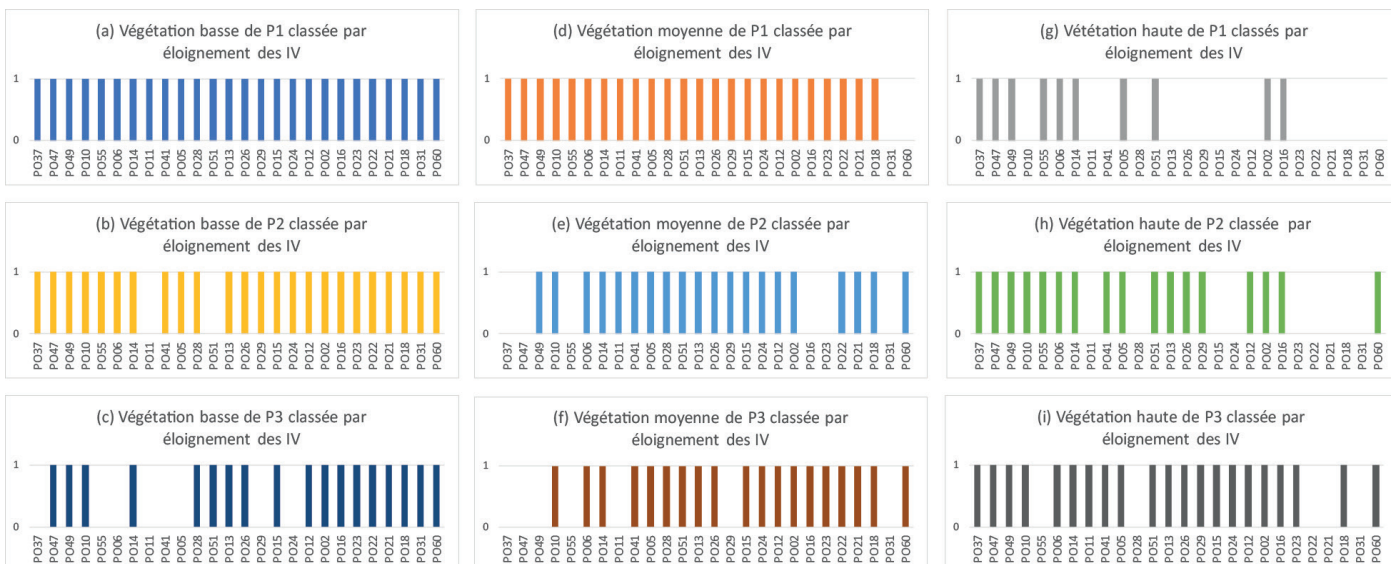 (a) Végétation basse de P1 classée par
éloignement des IV
1
0
PO37 PO47 PO49 PO10 PO55 PO06 PO14 PO11 PO41 PO05 PO28 PO51 PO13 PO26 PO29 PO15 PO24 PO12 PO02 PO16 PO23 PO22 PO21 PO18 PO31 PO60
(d) Végétation moyenne de P1 classée par
éloignement des IV
1
0
PO37 PO47 PO49 PO10 PO55 PO06 PO14 PO11 PO41 PO05 PO28 PO51 PO13 PO26 PO29 PO15 PO24 PO12 PO02 PO16 PO23 PO22 PO21 PO18 PO31 PO60
(g) Vététation haute de P1 classés par
éloignement des IV
1
0
PO37 PO47 PO49 PO10 PO55 PO06 PO14 PO11 PO41 PO05 PO28 PO51 PO13 PO26 PO29 PO15 PO24 PO12 PO02 PO16 PO23 PO22 PO21 PO18 PO31 PO60
(b) Végétation basse de P2 classée par
éloignement des IV
1
0
PO37 PO47 PO49 PO10 PO55 PO06 PO14 PO11 PO41 PO05 PO28 PO51 PO13 PO26 PO29 PO15 PO24 PO12 PO02 PO16 PO23 PO22 PO21 PO18 PO31 PO60
(e) Végétation moyenne de P2 classée par
éloignement des IV
1
0
PO37 PO47 PO49 PO10 PO55 PO06 PO14 PO11 PO41 PO05 PO28 PO51 PO13 PO26 PO29 PO15 PO24 PO12 PO02 PO16 PO23 PO22 PO21 PO18 PO31 PO60
(h) Végétation haute de P2 classée par
éloignement des IV
1
0
PO37 PO47 PO49 PO10 PO55 PO06 PO14 PO11 PO41 PO05 PO28 PO51 PO13 PO26 PO29 PO15 PO24 PO12 PO02 PO16 PO23 PO22 PO21 PO18 PO31 PO60
(c) Végétation basse de P3 classée par
éloignement des IV
1
0
PO37 PO47 PO49 PO10 PO55 PO06 PO14 PO11 PO41 PO05 PO28 PO51 PO13 PO26 PO29 PO15 PO24 PO12 PO02 PO16 PO23 PO22 PO21 PO18 PO31 PO60
(f) Végétation moyenne de P3 classée par
éloignement des IV
1
0
PO37 PO47 PO49 PO10 PO55 PO06 PO14 PO11 PO41 PO05 PO28 PO51 PO13 PO26 PO29 PO15 PO24 PO12 PO02 PO16 PO23 PO22 PO21 PO18 PO31 PO60
(i) Végétation haute de P3 classée par
éloignement des IV
1
0
PO37 PO47 PO49 PO10 PO55 PO06 PO14 PO11 PO41 PO05 PO28 PO51 PO13 PO26 PO29 PO15 PO24 PO12 PO02 PO16 PO23 PO22 PO21 PO18 PO31 PO60